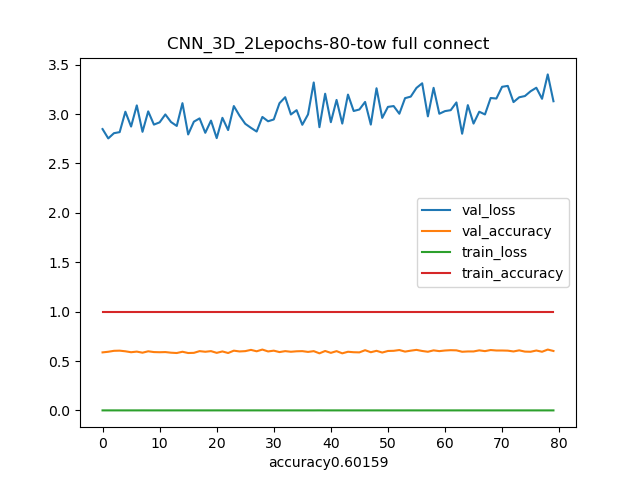 CNN_3D_2Lepochs-80-tow full connect
3.5
3.0
2.5
2.0
1.5
1.0
0.5
0.0
val_loss
val_accuracy
train_loss
train_accuracy
0 10 20 30 40 50 60 70 80
accuracy0.60159